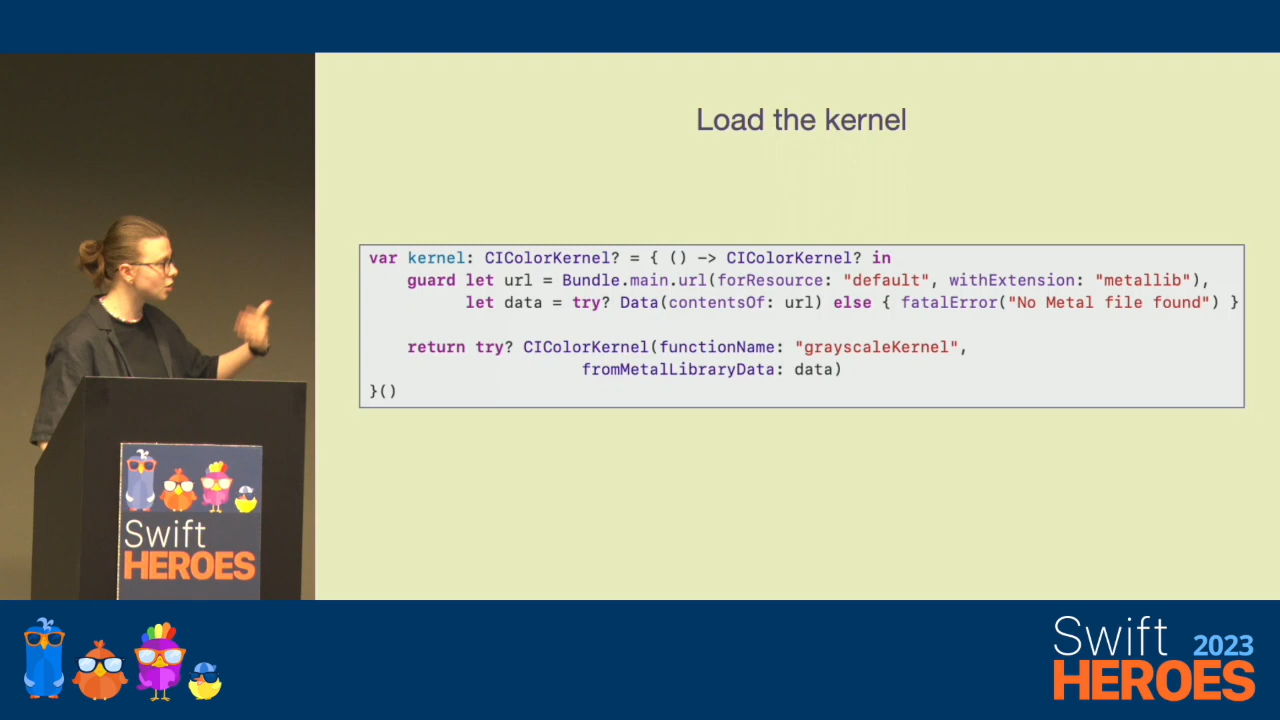 Load the kernel
var kernel: CIColorKernel? = { () -> CIColorKernel? in
guard let url = Bundle.main.url(forResource: "default", withExtension: "metallib"),
let data = try? Data(contentsOf: url) else { fatalError("No Metal file found") }
return try? CIColorKernel(functionName: "grayscaleKernel",
fromMetalLibraryData: data)
}()
Swift
HEROES
Swift 2023
HEROES